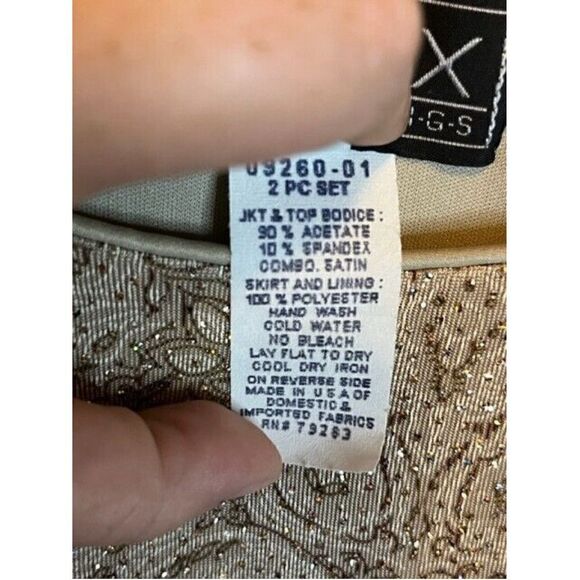 X
-G-S
09260-01
2 PC SET
JKT & TOP BODICE :
90 % ACETATE
10 % SPANDEX
COMBO. SATIN
SKIRT AND LINING :
100 % POLYESTER
HAND WASH
COLD WATER
NO BLEACH
LAY FLAT TO DRY
COOL DRY IRON
ON REVERSE SIDE
MADE IN U S A OF
DOMESTIC &
IMPORTED FABRICS
RN# 79263